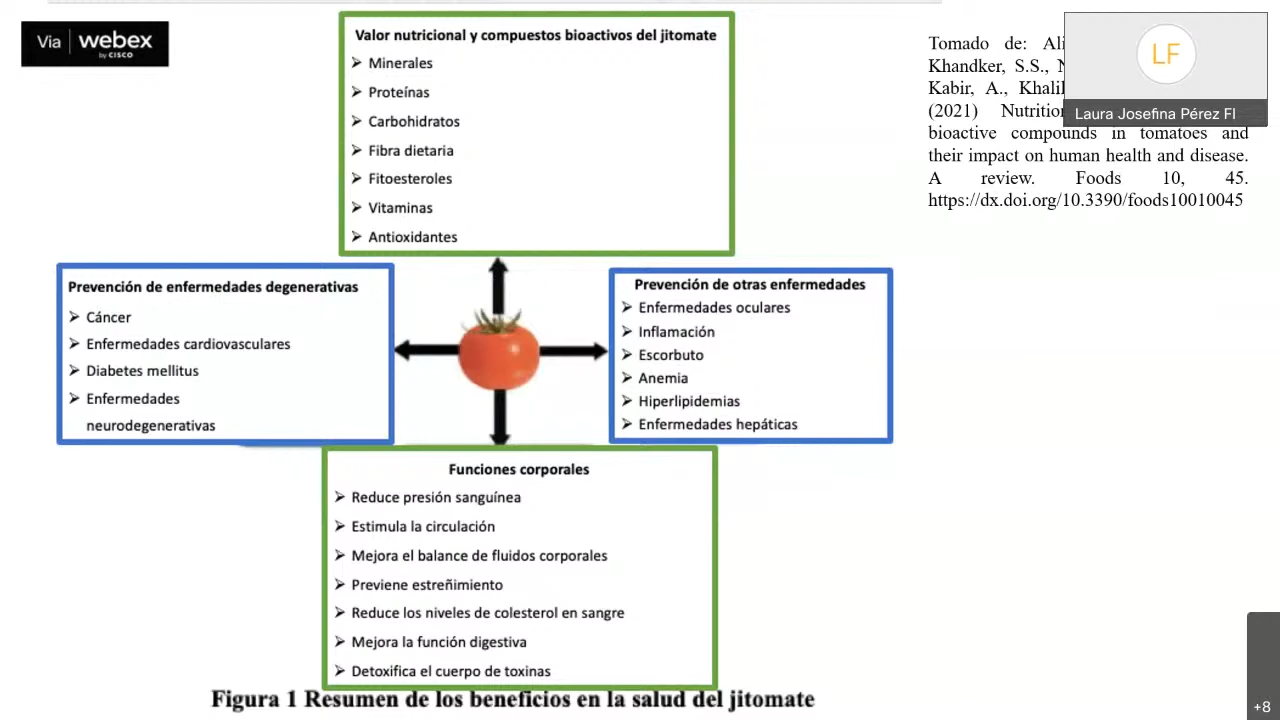 Via webex
by CISCO
Valor nutricional y compuestos bioactivos del jitomate
Minerales
Proteínas
Carbohidratos
Fibra dietaria
Fitoesteroles
Vitaminas
Antioxidantes
Tomado de: Ali
Khandker, S.S., N
Kabir, A., Khalil
(2021) Nutrition
bioactive compounds in tomatoes and
their impact on human health and disease.
A review. Foods 10, 45.
https://dx.doi.org/10.3390/foods10010045
LF
Laura Josefina Pérez Fl
Prevención de enfermedades degenerativas
Cáncer
Enfermedades cardiovasculares
Diabetes mellitus
Enfermedades
neurodegenerativas
Prevención de otras enfermedades
Enfermedades oculares
Inflamación
Escorbuto
Anemia
Hiperlipidemias
Enfermedades hepáticas
Funciones corporales
Reduce presión sanguínea
Estimula la circulación
Mejora el balance de fluidos corporales
Previene estreñimiento
Reduce los niveles de colesterol en sangre
Mejora la función digestiva
Detoxifica el cuerpo de toxinas
Figura 1 Resumen de los beneficios en la salud del jitomate
+8